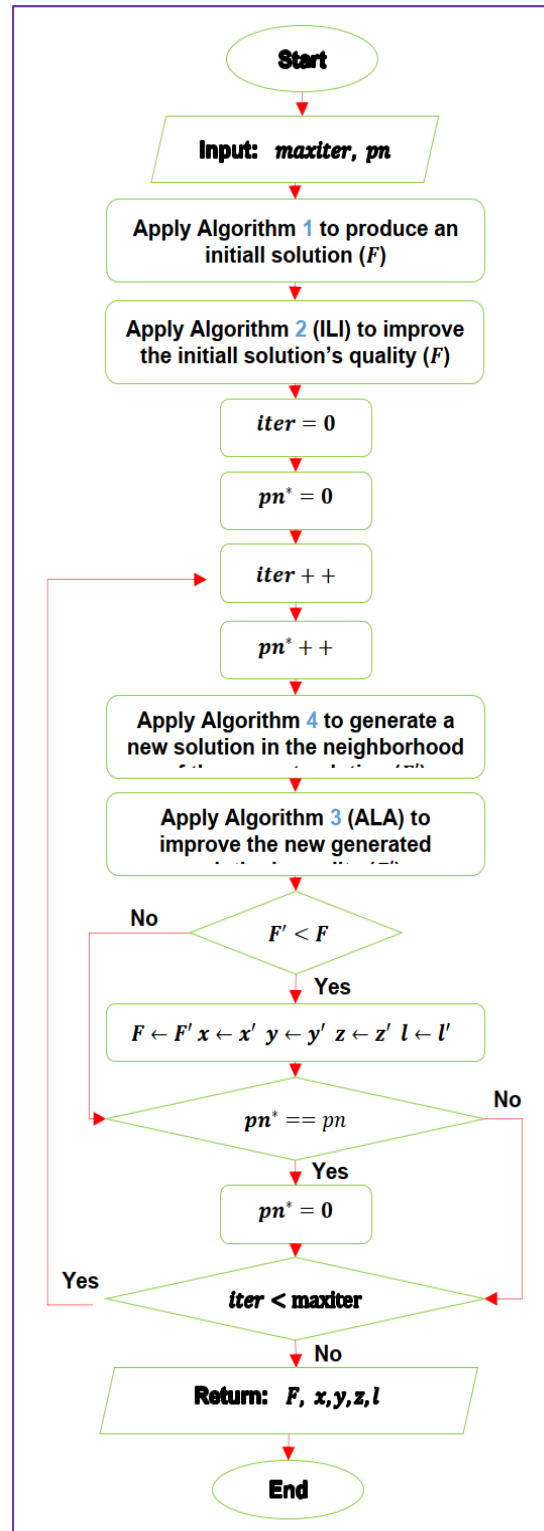 Start
Input: maxiter, pn
Apply Algorithm 1 to produce an
initiall solution (F)
Apply Algorithm 2 (ILI) to improve
the initiall solution's quality (F)
iter = 0
pn* = 0
iter + +
pn* + +
Apply Algorithm 4 to generate a
new solution in the neighborhood
Apply Algorithm 3 (ALA) to
improve the new generated
No
F′ < F
Yes
F ← F′ x ← x′ y ← y′ z ← z′ l ← l′
No
pn* == pn
Yes
pn* = 0
Yes
iter < maxiter
No
Return: F, x, y, z, l
End